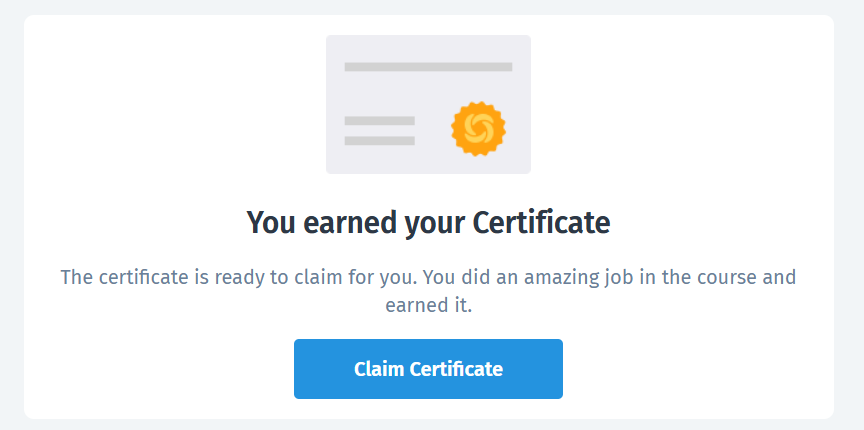 You earned your Certificate
The certificate is ready to claim for you. You did an amazing job in the course and
earned it.
Claim Certificate